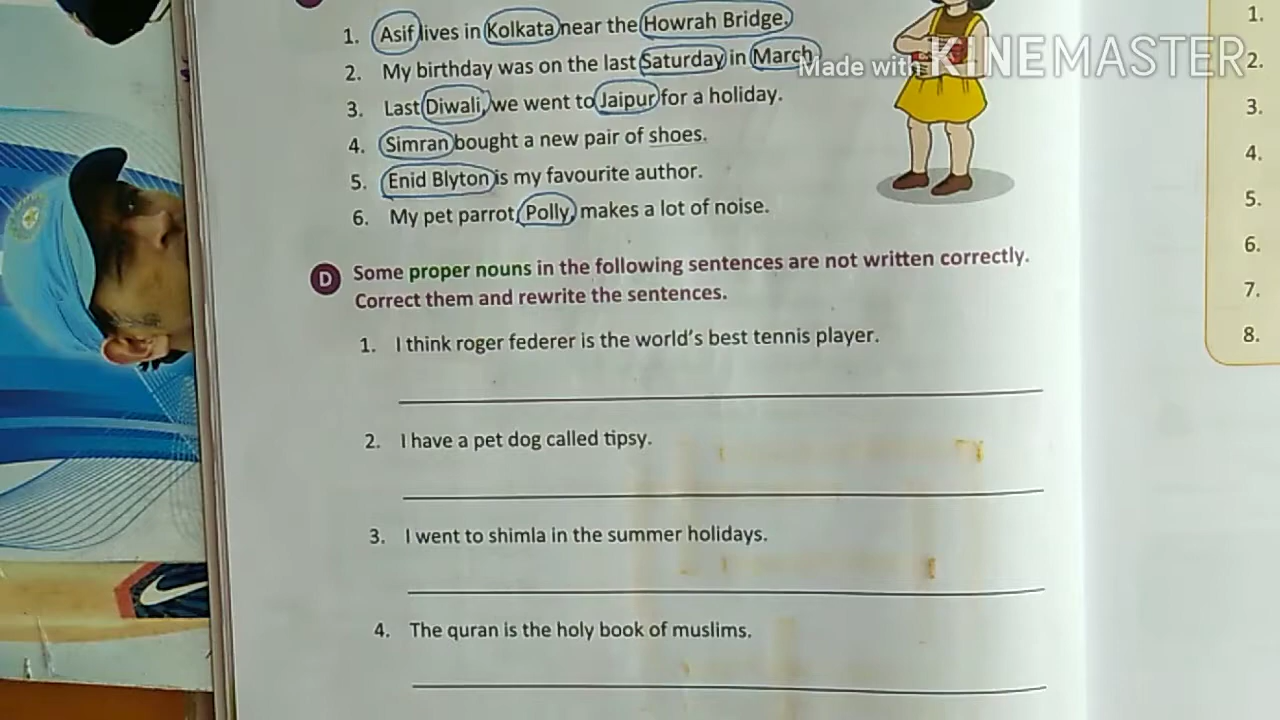 1. Asif lives in Kolkata near the Howrah Bridge.
2. My birthday was on the last Saturday in March.
Made with KINEMASTER
3. Last Diwali, we went to Jaipur for a holiday.
4. Simran bought a new pair of shoes.
5. Enid Blyton is my favourite author.
6. My pet parrot, Polly, makes a lot of noise.
D Some proper nouns in the following sentences are not written correctly.
Correct them and rewrite the sentences.
1. I think roger federer is the world's best tennis player.
2. I have a pet dog called tipsy.
3. I went to shimla in the summer holidays.
4. The quran is the holy book of muslims.
1.
2.
3.
4.
5.
6.
7.
8.